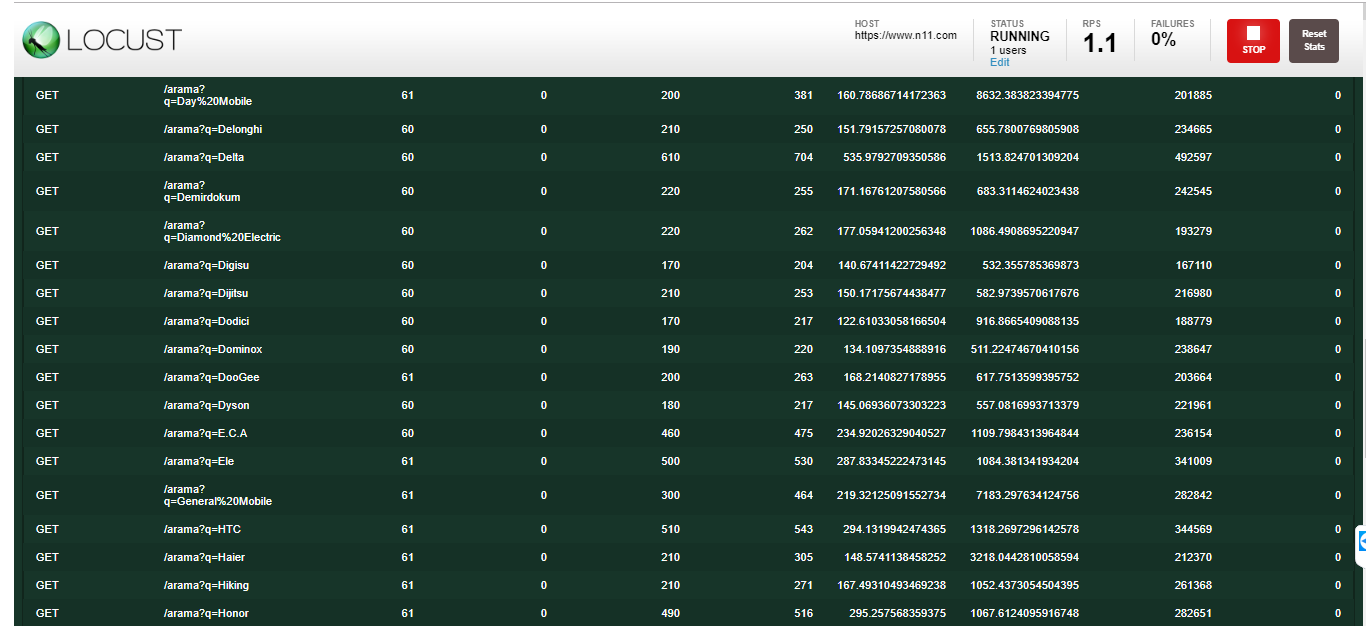 LOCUST
HOST
https://www.n11.com
STATUS
RUNNING
1 users
Edit
RPS
1.1
FAILURES
0%
STOP
Reset
Stats
GET /arama?
q=Day%20Mobile 61 0 200 381 160.78686714172363 8632.383823394775 201885 0
GET /arama?q=Delonghi 60 0 210 250 151.79157257080078 655.7800769805908 234665 0
GET /arama?q=Delta 60 0 610 704 535.9792709350586 1513.824701309204 492597 0
GET /arama?
q=Demirdokum 60 0 220 255 171.16761207580566 683.3114624023438 242545 0
GET /arama?
q=Diamond%20Electric 60 0 220 262 177.05941200256348 1086.4908695220947 193279 0
GET /arama?q=Digisu 60 0 170 204 140.67411422729492 532.355785369873 167110 0
GET /arama?q=Dijitsu 60 0 210 253 150.17175674438477 582.9739570617676 216980 0
GET /arama?q=Dodici 60 0 170 217 122.61033058166504 916.8665409088135 188779 0
GET /arama?q=Dominox 60 0 190 220 134.1097354888916 511.22474670410156 238647 0
GET /arama?q=DooGee 61 0 200 263 168.2140827178955 617.7513599395752 203664 0
GET /arama?q=Dyson 60 0 180 217 145.06936073303223 557.0816993713379 221961 0
GET /arama?q=E.C.A 60 0 460 475 234.92026329040527 1109.7984313964844 236154 0
GET /arama?q=Ele 61 0 500 530 287.83345222473145 1084.381341934204 341009 0
GET /arama?
q=General%20Mobile 61 0 300 464 219.32125091552734 7183.297634124756 282842 0
GET /arama?q=HTC 61 0 510 543 294.1319942474365 1318.2697296142578 344569 0
GET /arama?q=Haier 61 0 210 305 148.5741138458252 3218.0442810058594 212370 0
GET /arama?q=Hiking 61 0 210 271 167.49310493469238 1052.4373054504395 261368 0
GET /arama?q=Honor 61 0 490 516 295.257568359375 1067.6124095916748 282651 0